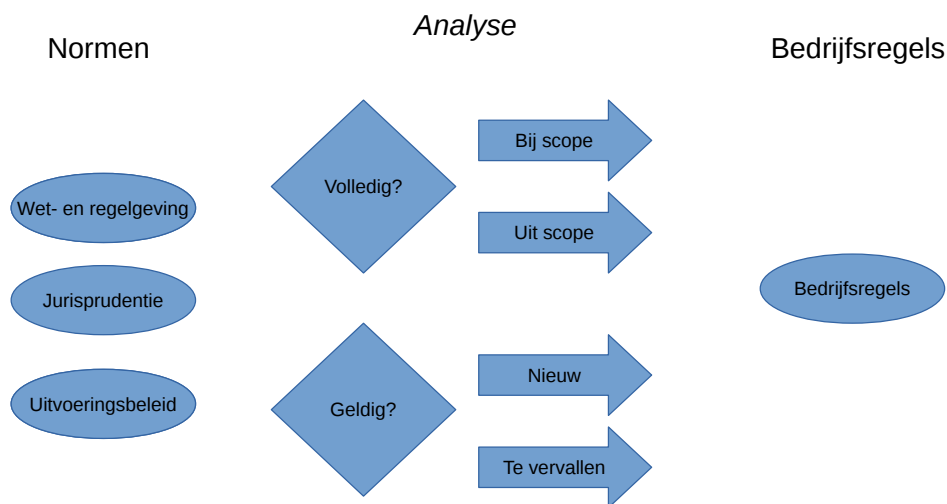 Normen
Analyse
Bedrijfsregels
Wet- en regelgeving
Jurisprudentie
Uitvoeringsbeleid
Volledig?
Geldig?
Bij scope
Uit scope
Nieuw
Te vervallen
Bedrijfsregels